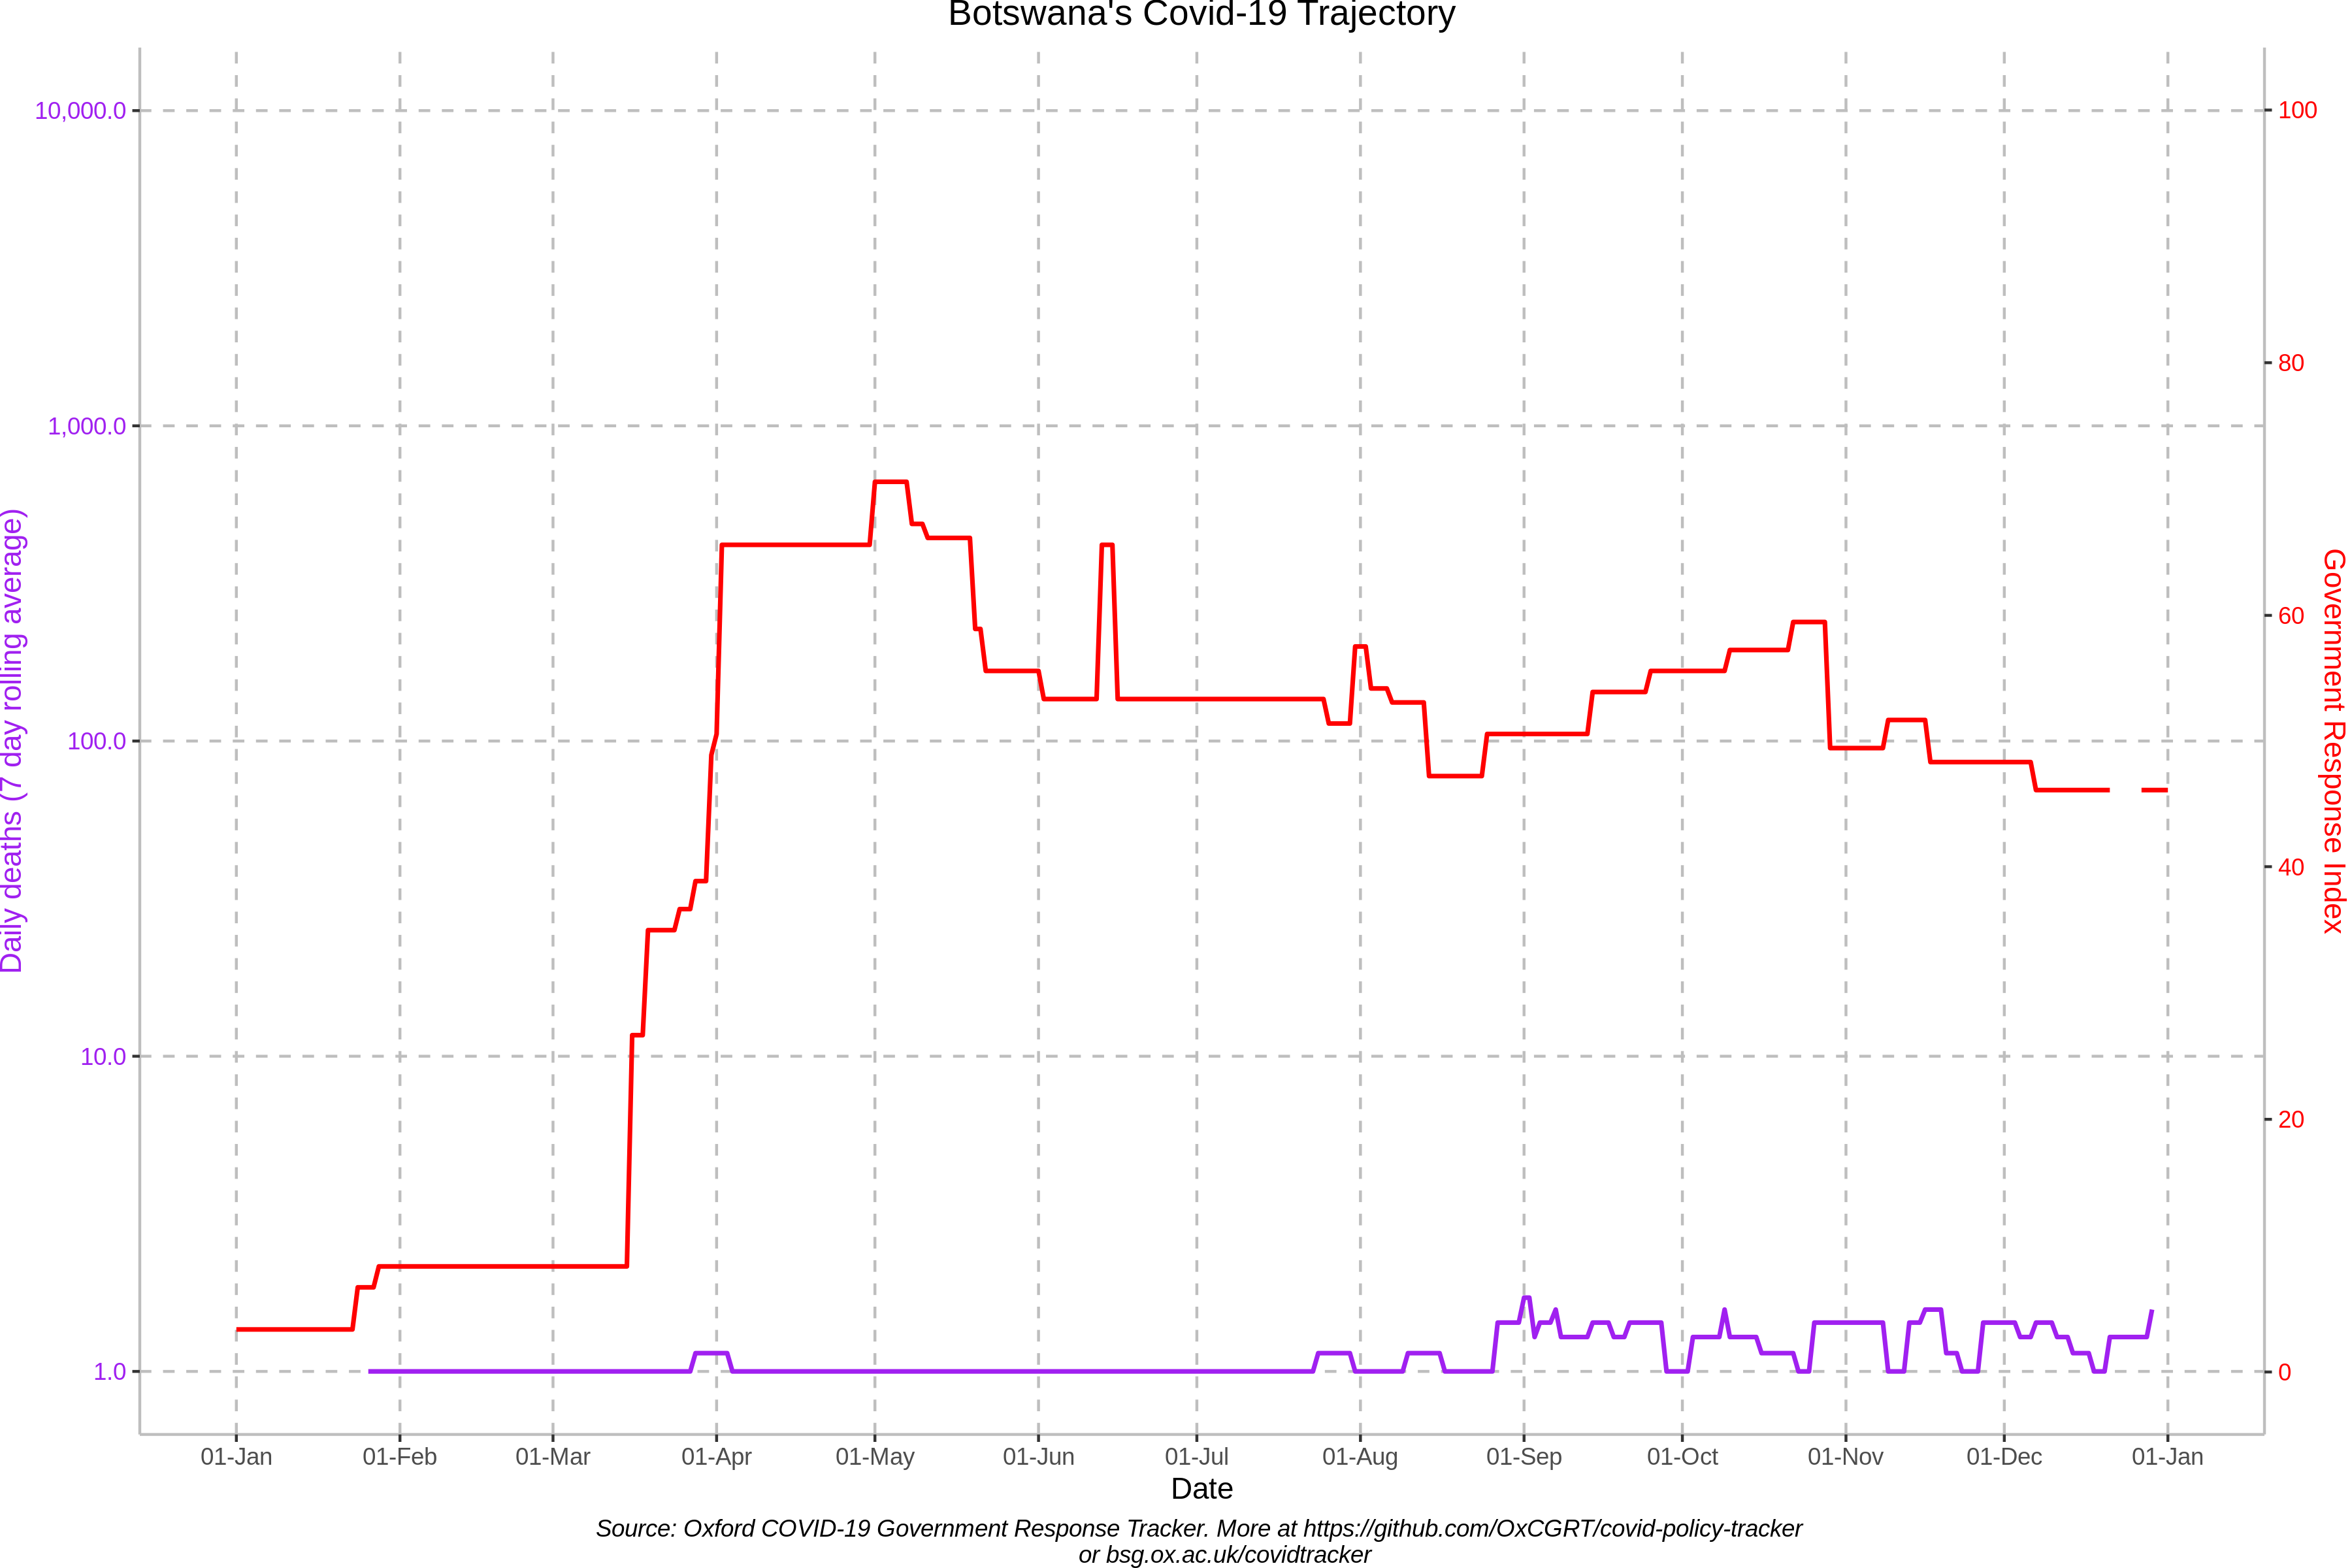 Botswana's Covid-19 Trajectory
10,000.0
1,000.0
100.0
10.0
1.0
Daily deaths (7 day rolling average)
100
80
60
40
20
0
Government Response Index
01-Jan 01-Feb 01-Mar 01-Apr 01-May 01-Jun 01-Jul 01-Aug 01-Sep 01-Oct 01-Nov 01-Dec 01-Jan
Date
Source: Oxford COVID-19 Government Response Tracker. More at https://github.com/OxCGRT/covid-policy-tracker
or bsg.ox.ac.uk/covidtracker